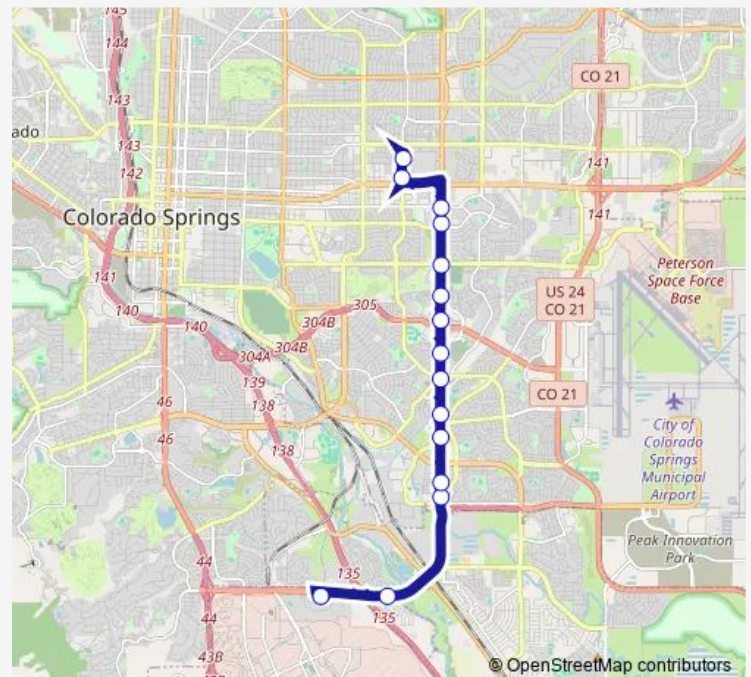 145
144
143
143
142
ado
Colorado Springs
CO 21
141
141
Peterson
Space Force
Base
141
140
140
305
304B
304B
304A
US 24
CO 21
139
138
138
CO 21
46
46
City of
Colorado
Springs
Municipal
Airport
Peak Innovation
Park
44
44
43B
135
135
© OpenStreetMap contributors